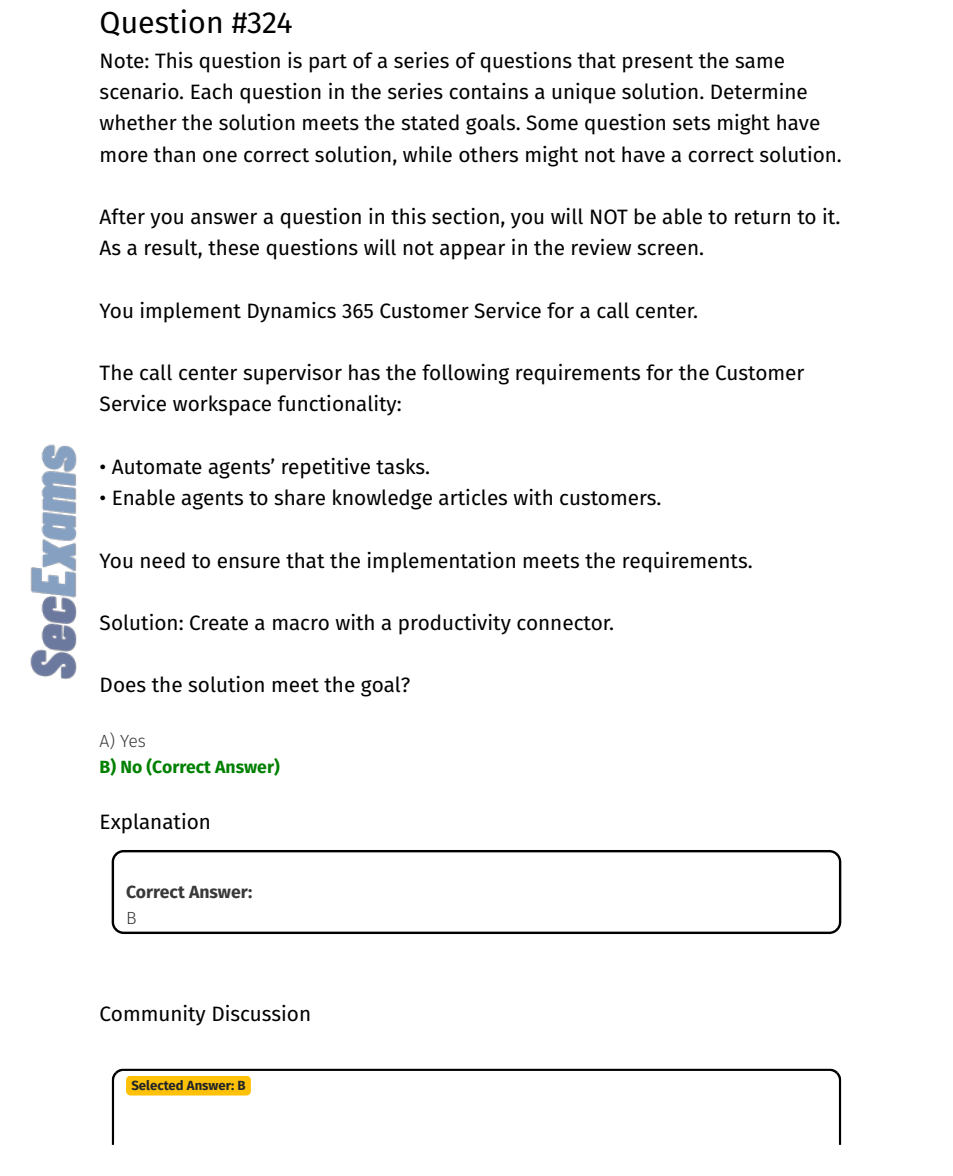 Question #324
Note: This question is part of a series of questions that present the same
scenario. Each question in the series contains a unique solution. Determine
whether the solution meets the stated goals. Some question sets might have
more than one correct solution, while others might not have a correct solution.
After you answer a question in this section, you will NOT be able to return to it.
As a result, these questions will not appear in the review screen.
You implement Dynamics 365 Customer Service for a call center.
The call center supervisor has the following requirements for the Customer
Service workspace functionality:
• Automate agents’ repetitive tasks.
• Enable agents to share knowledge articles with customers.
You need to ensure that the implementation meets the requirements.
Solution: Create a macro with a productivity connector.
Does the solution meet the goal?
A) Yes
B) No (Correct Answer)
Explanation
Correct Answer:
B
Community Discussion
Selected Answer: B
SecExams